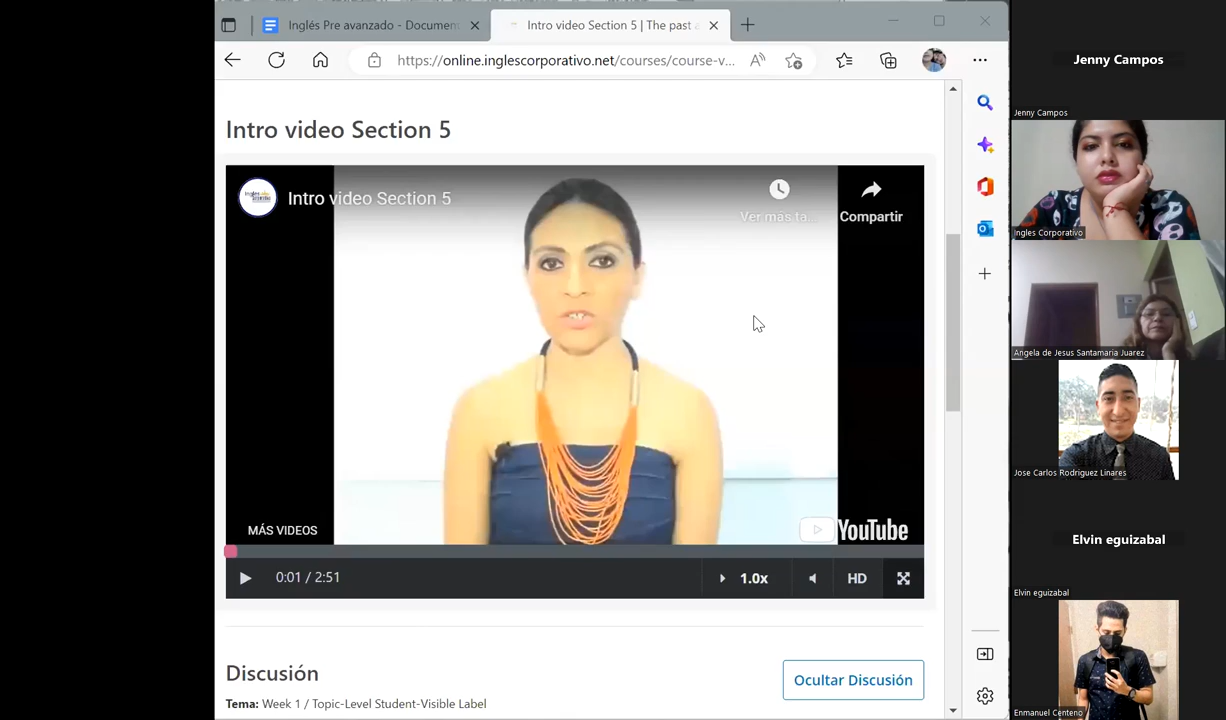 Inglés Pre avanzado - Documen
Intro video Section 5 | The past a
https://online.inglescorporativo.net/courses/course-v...
Intro video Section 5
Intro video Section 5
Ver más ta...
Compartir
MÁS VIDEOS
YouTube
0:01 / 2:51
1.0x
HD
Discusión
Ocultar Discusión
Tema: Week 1 / Topic-Level Student-Visible Label
Jenny Campos
Jenny Campos
Ingles Corporativo
Angela de Jesus Santamaria Juarez
Jose Carlos Rodriguez Linares
Elvin eguizabal
Elvin eguizabal
Enmanuel Centeno